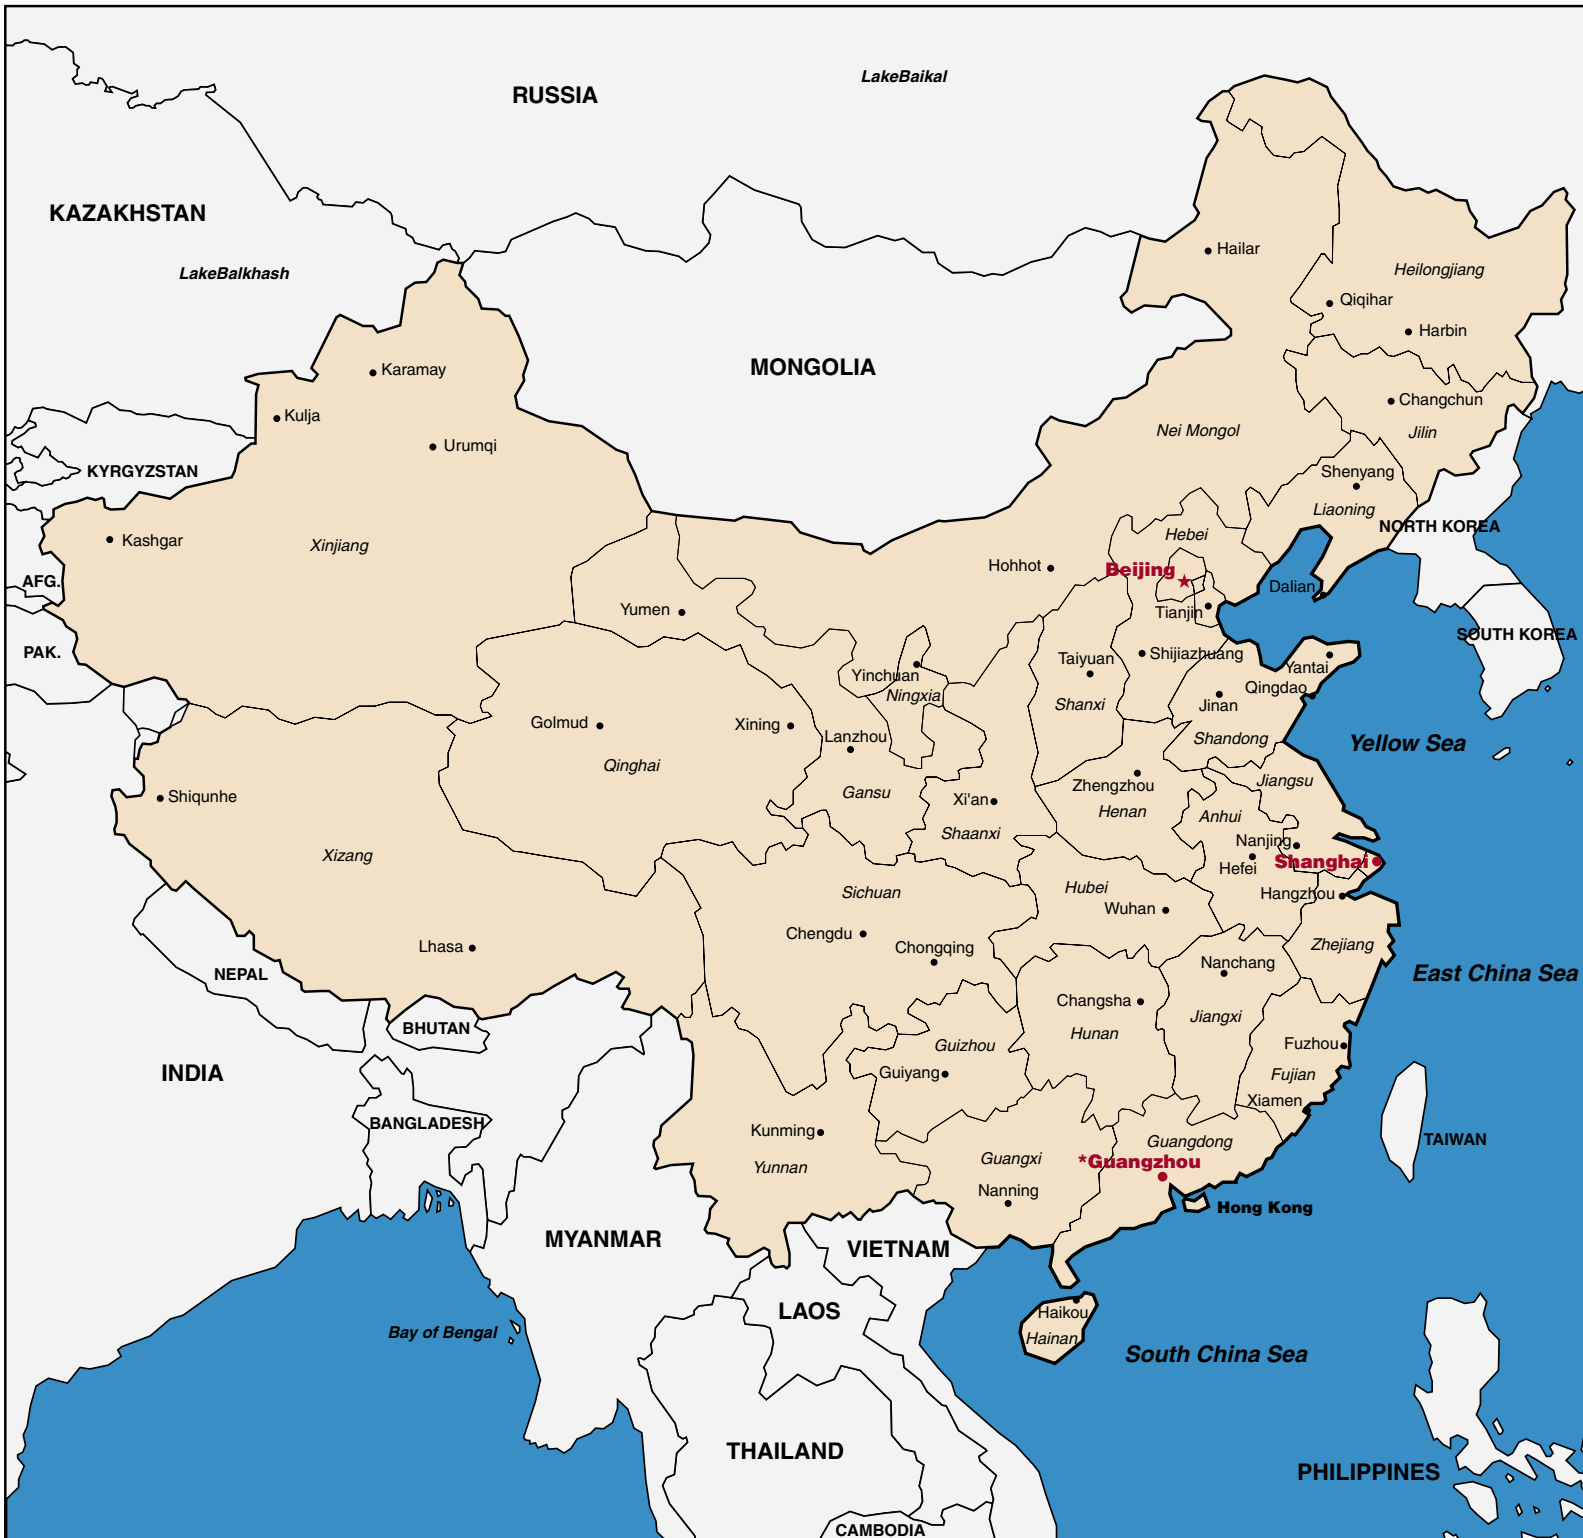 LakeBaikal
RUSSIA
KAZAKHSTAN
Hailar
Heilongjiang
LakeBalkhash
Qiqihar
Harbin
MONGOLIA
Karamay
Changchun
Kulja
Nei Mongol
Jilin
Urumqi
KYRGYZSTAN
Shenyang
Liaoning
NORTH KOREA
Hebei
Kashgar
Xinjiang
Hohhot
Beijing
AFG.
Dalian
Yumen
Tianjin
SOUTH KOREA
PAK.
Taiyuan
Shijiazhuang
Yantai
Yinchuan
Qingdao
Ningxia
Shanxi
Jinan
Golmud
Xining
Lanzhou
Shandong
Yellow Sea
Qinghai
Jiangsu
Zhengzhou
Gansu
Shiqunhe
Xi'an
Henan
Anhui
Shaanxi
Nanjing
Xizang
Shanghai
Hefei
Hubei
Sichuan
Hangzhou
Wuhan
Chengdu
Zhejiang
Lhasa
Chongqing
Nanchang
NEPAL
East China Sea
Changsha
Jiangxi
BHUTAN
Hunan
Guizhou
Fuzhou
INDIA
Guiyang
Fujian
Xiamen
BANGLADESH
Kunming
TAIWAN
Guangdong
Guangxi
*Guangzhou
Yunnan
Nanning
Hong Kong
MYANMAR
VIETNAM
LAOS
Haikou
Bay of Bengal
Hainan
South China Sea
THAILAND
PHILIPPINES
CAMBODIA